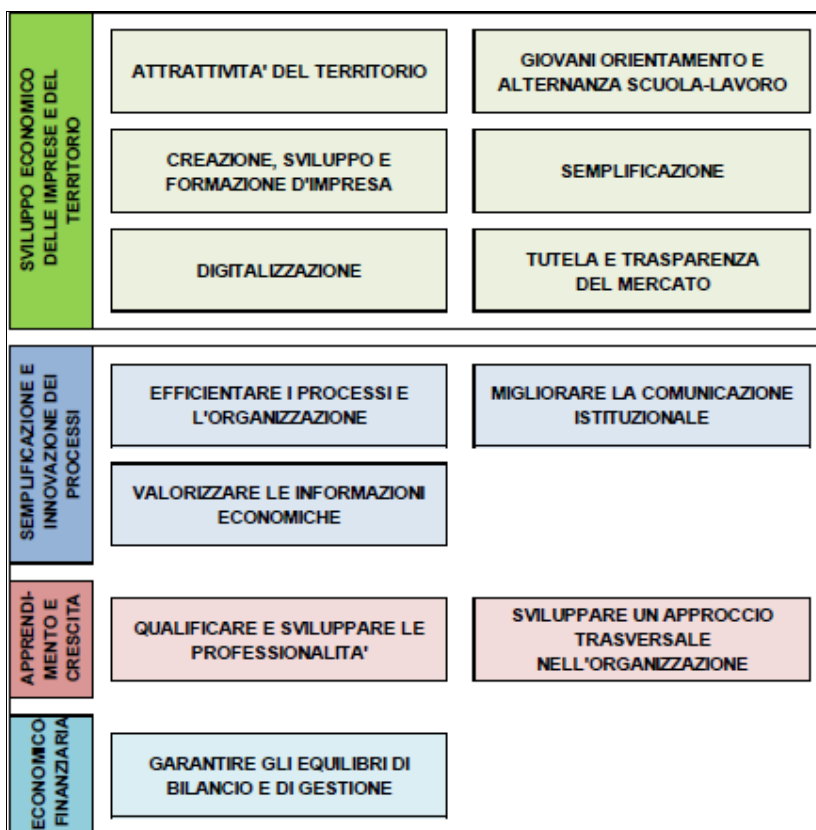 SVILUPPO ECONOMICO
DELLE IMPRESE E DEL
TERRITORIO
ATTRATTIVITA' DEL TERRITORIO
GIOVANI ORIENTAMENTO E
ALTERNANZA SCUOLA-LAVORO
CREAZIONE, SVILUPPO E
FORMAZIONE D'IMPRESA
SEMPLIFICAZIONE
DIGITALIZZAZIONE
TUTELA E TRASPARENZA
DEL MERCATO
SEMPLIFICAZIONE E
INNOVAZIONE DEI
PROCESSI
EFFICIENTARE I PROCESSI E
L'ORGANIZZAZIONE
MIGLIORARE LA COMUNICAZIONE
ISTITUZIONALE
VALORIZZARE LE INFORMAZIONI
ECONOMICHE
APPRENDI-
MENTO E
CRESCITA
QUALIFICARE E SVILUPPARE LE
PROFESSIONALITA'
SVILUPPARE UN APPROCCIO
TRASVERSALE
NELL'ORGANIZZAZIONE
ECONOMICO
FINANZIARIA
GARANTIRE GLI EQUILIBRI DI
BILANCIO E DI GESTIONE